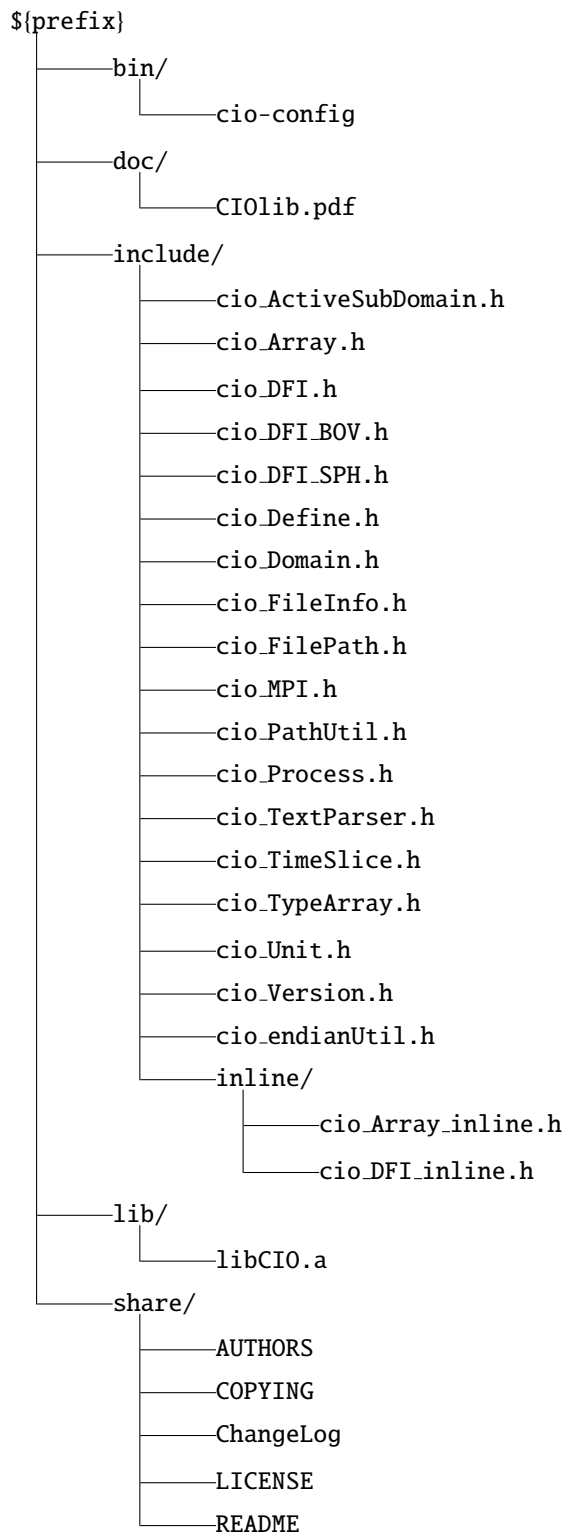 ${prefix}
bin/
cio-config
doc/
CIOlib.pdf
include/
cio_ActiveSubDomain.h
cio_Array.h
cio_DFI.h
cio_DFI_BOV.h
cio_DFI_SPH.h
cio_Define.h
cio_Domain.h
cio_FileInfo.h
cio_FilePath.h
cio_MPI.h
cio_PathUtil.h
cio_Process.h
cio_TextParser.h
cio_TimeSlice.h
cio_TypeArray.h
cio_Unit.h
cio_Version.h
cio_endianUtil.h
inline/
cio_Array_inline.h
cio_DFI_inline.h
lib/
libCIO.a
share/
AUTHORS
COPYING
ChangeLog
LICENSE
README